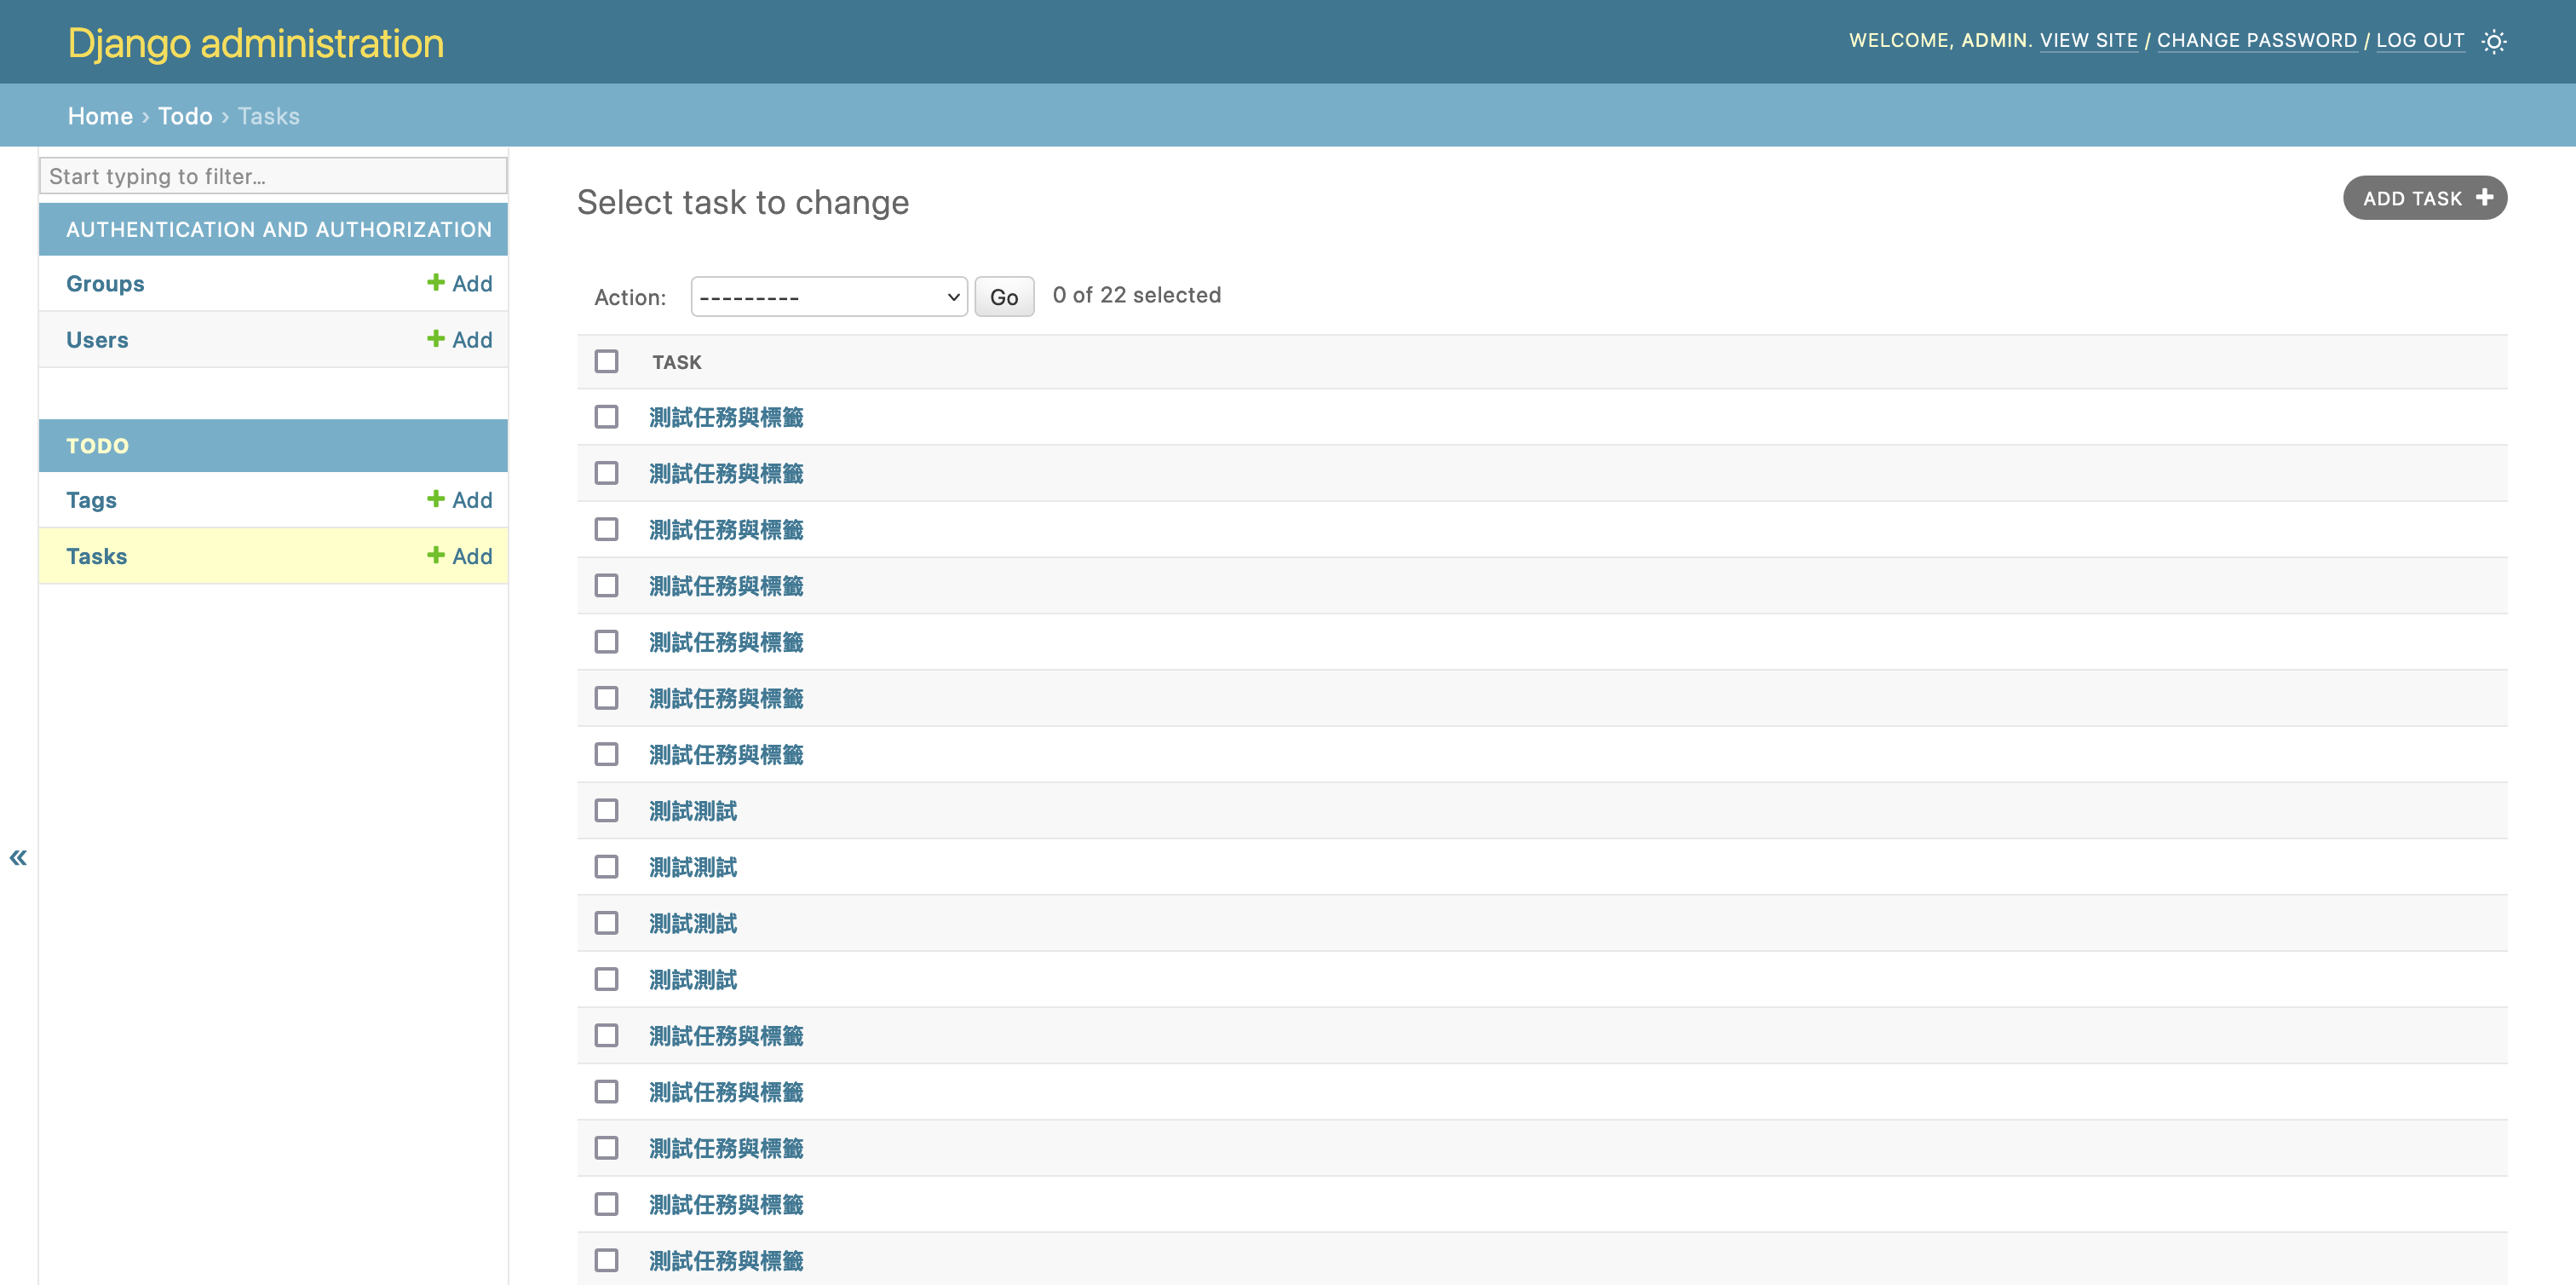 Django administration
WELCOME, ADMIN. VIEW SITE / CHANGE PASSWORD / LOG OUT
Home › Todo › Tasks
Start typing to filter...
AUTHENTICATION AND AUTHORIZATION
Groups
Add
Users
Add
TODO
Tags
Add
Tasks
Add
«
Select task to change
ADD TASK
Action: --------- Go 0 of 22 selected
TASK
測試任務與標籤
測試任務與標籤
測試任務與標籤
測試任務與標籤
測試任務與標籤
測試任務與標籤
測試任務與標籤
測試測試
測試測試
測試測試
測試測試
測試任務與標籤
測試任務與標籤
測試任務與標籤
測試任務與標籤
測試任務與標籤